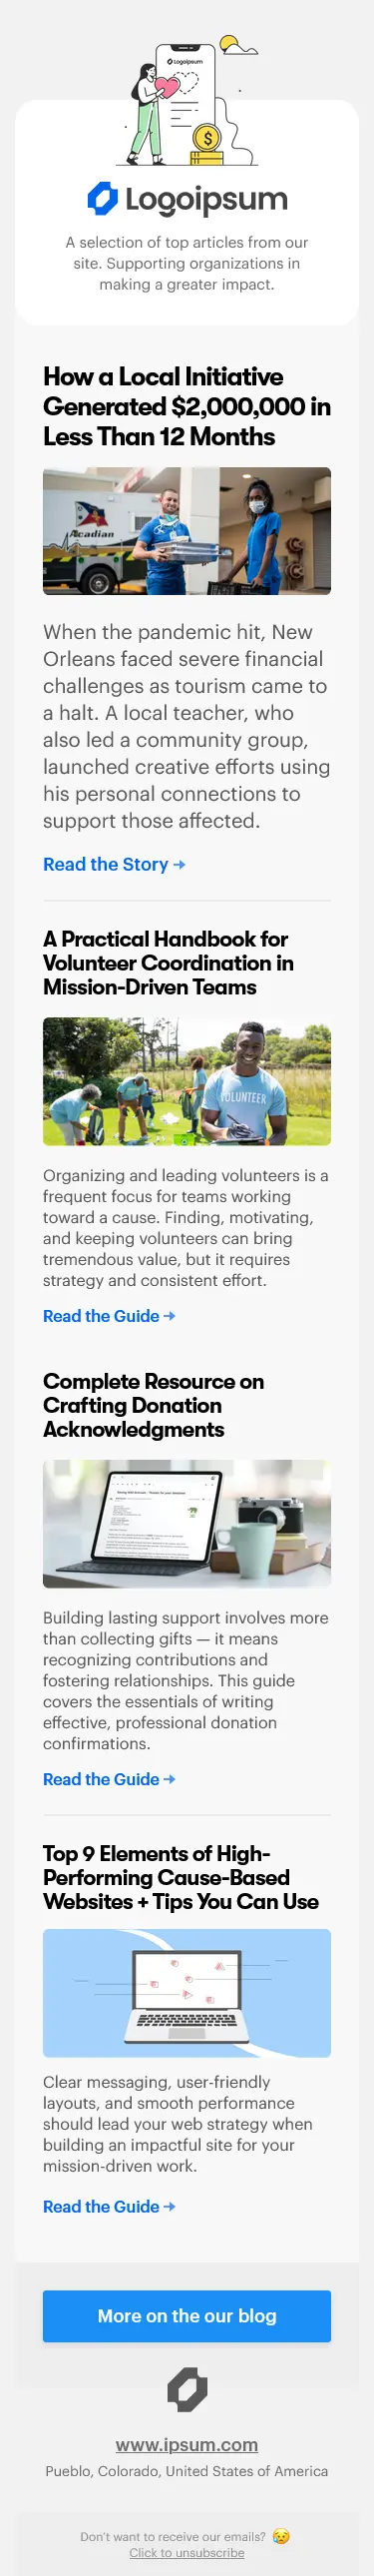 Logoipsum
Logoipsum
A selection of top articles from our
site. Supporting organizations in
making a greater impact.
How a Local Initiative
Generated $2,000,000 in
Less Than 12 Months
Acadian
When the pandemic hit, New
Orleans faced severe financial
challenges as tourism came to
a halt. A local teacher, who
also led a community group,
launched creative efforts using
his personal connections to
support those affected.
Read the Story →
A Practical Handbook for
Volunteer Coordination in
Mission-Driven Teams
VOLUNTEER
Organizing and leading volunteers is a
frequent focus for teams working
toward a cause. Finding, motivating,
and keeping volunteers can bring
tremendous value, but it requires
strategy and consistent effort.
Read the Guide →
Complete Resource on
Crafting Donation
Acknowledgments
Building lasting support involves more
than collecting gifts — it means
recognizing contributions and
fostering relationships. This guide
covers the essentials of writing
effective, professional donation
confirmations.
Read the Guide →
Top 9 Elements of High-
Performing Cause-Based
Websites + Tips You Can Use
Clear messaging, user-friendly
layouts, and smooth performance
should lead your web strategy when
building an impactful site for your
mission-driven work.
Read the Guide →
More on the our blog
www.ipsum.com
Pueblo, Colorado, United States of America
Don't want to receive our emails? 😥
Click to unsubscribe